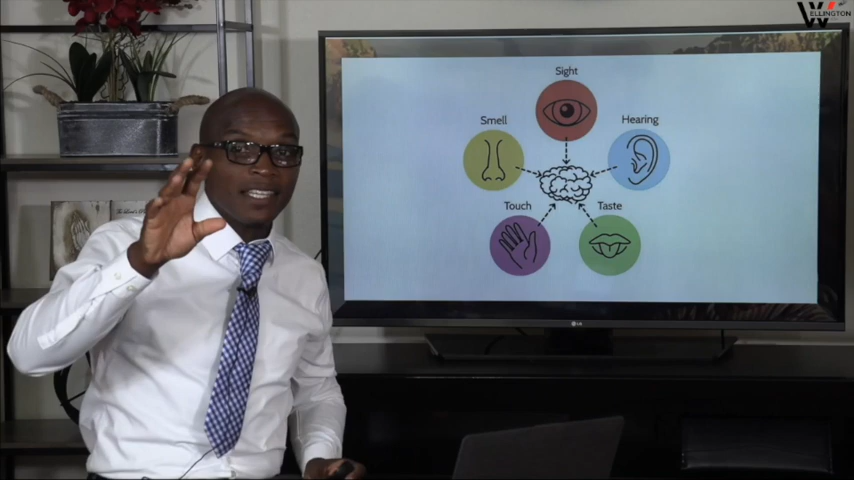 WELLINGTON
Sight
Smell
Hearing
Touch
Taste
LG